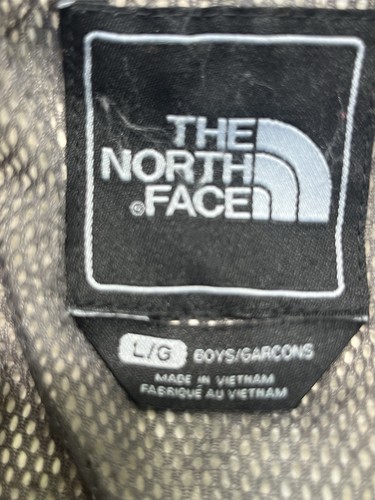 THE
NORTH
®FACE
L/G BOYS/GARCONS
MADE IN VIETNAM
FABRIQUÉ AU VIETNAM